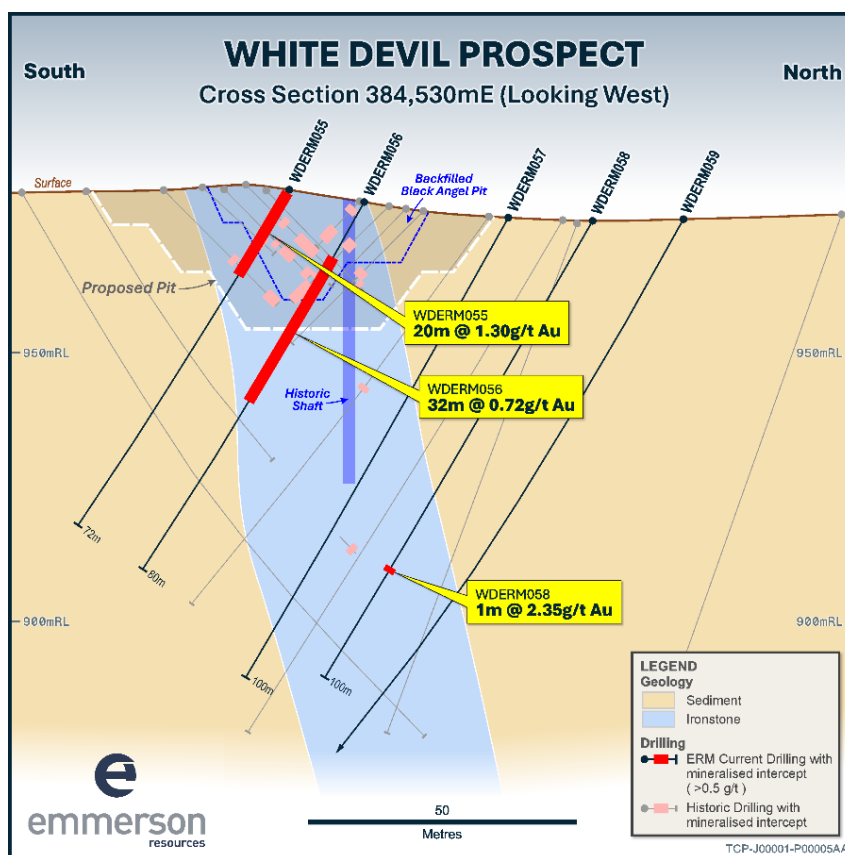 WHITE DEVIL PROSPECT
South
North
Cross Section 384,530mE (Looking West)
WDERM055
WDERM056
WDERM057
WDERM058
WDERM059
Surface
Backfilled
Black Angel Pit
Proposed Pit
WDERM055
20m @ 1.30g/t Au
950mRL
950mRL
WDERM056
32m @ 0.72g/t Au
Historic
Shaft
72m
80m
WDERM058
1m @ 2.35g/t Au
900mRL
900mRL
100m
100m
LEGEND
Geology
Sediment
Ironstone
Drilling
ERM Current Drilling with
mineralised intercept
( >0.5 g/t )
Historic Drilling with
mineralised intercept
e
emmerson
resources
50
Metres
TCP-J00001-P00005AA